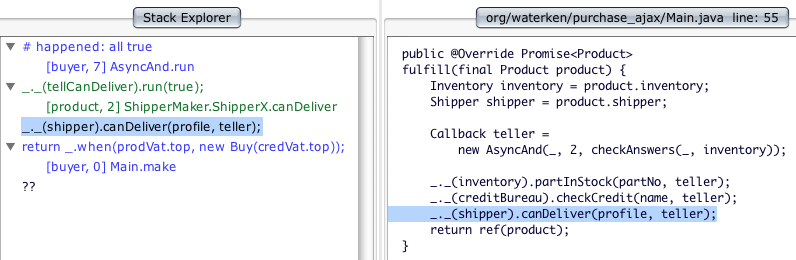 Stack Explorer
# happened: all true
[buyer, 7] AsyncAnd.run
_._(tellCanDeliver).run(true);
[product, 2] ShipperMaker.ShipperX.canDeliver
_._(shipper).canDeliver(profile, teller);
return _.when(prodVat.top, new Buy(credVat.top));
[buyer, 0] Main.make
??
org/waterken/purchase_ajax/Main.java line: 55
public @Override Promise<Product>
fulfill(final Product product) {
Inventory inventory = product.inventory;
Shipper shipper = product.shipper;
Callback teller =
new AsyncAnd(_, 2, checkAnswers(_, inventory));
_._(inventory).partInStock(partNo, teller);
_._(creditBureau).checkCredit(name, teller);
_._(shipper).canDeliver(profile, teller);
return ref(product);
}